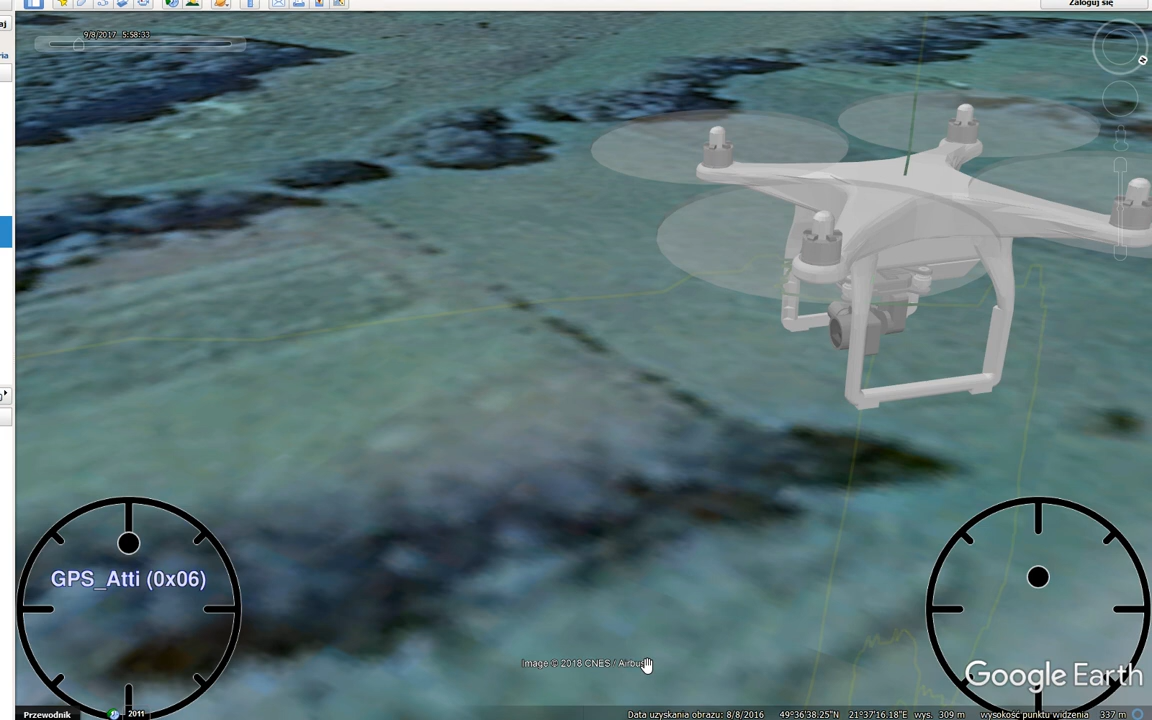 Zaloguj się
aj
ria
9/8/2017 5:58:33
N
GPS_Atti (0x06)
Image © 2018 CNES / Airbus
Google Earth
Przewodnik
2011
Data uzyskania obrazu: 8/8/2016 49°36'38.25"N 21°37'16.18"E wys. 309 m wysokość punktu widzenia 337 m